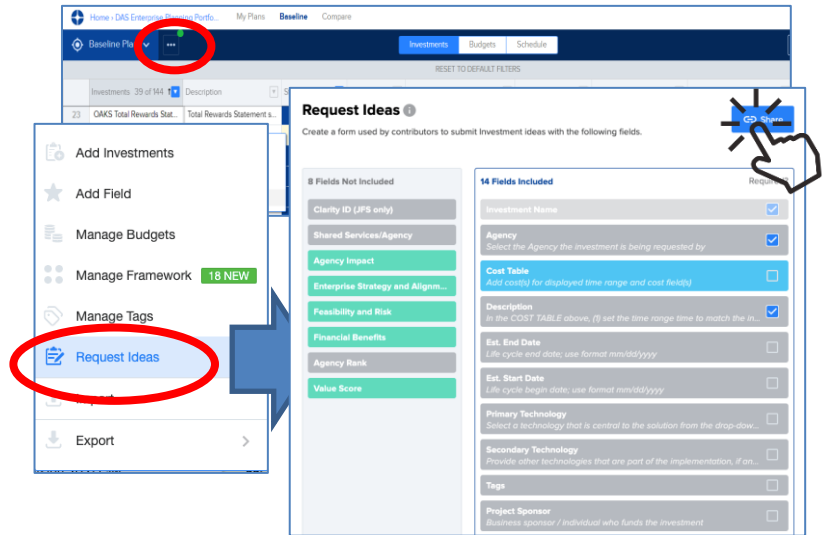 Home › DAS Enterprise Planning Portfo... My Plans Baseline Compare
Baseline Pla
Investments Budgets Schedule
RESET TO DEFAULT FILTERS
Investments 39 of 144 Description S
23 OAKS Total Rewards Stat... Total Rewards Statement s...
Add Investments
Add Field
Manage Budgets
Manage Framework 18 NEW
Manage Tags
Request Ideas
Import
Export
Request Ideas
Create a form used by contributors to submit Investment ideas with the following fields.
Share
8 Fields Not Included
Clarity ID (JFS only)
Shared Services/Agency
Agency Impact
Enterprise Strategy and Alignm...
Feasibility and Risk
Financial Benefits
Agency Rank
Value Score
14 Fields Included Required?
Investment Name
Agency
Select the Agency the investment is being requested by
Cost Table
Add cost(s) for displayed time range and cost field(s)
Description
In the COST TABLE above, (1) set the time range time to match the in...
Est. End Date
Life cycle end date; use format mm/dd/yyyy
Est. Start Date
Life cycle begin date; use format mm/dd/yyyy
Primary Technology
Select a technology that is central to the solution from the drop-dow...
Secondary Technology
Provide other technologies that are part of the implementation, if an...
Tags
Project Sponsor
Business sponsor / individual who funds the investment